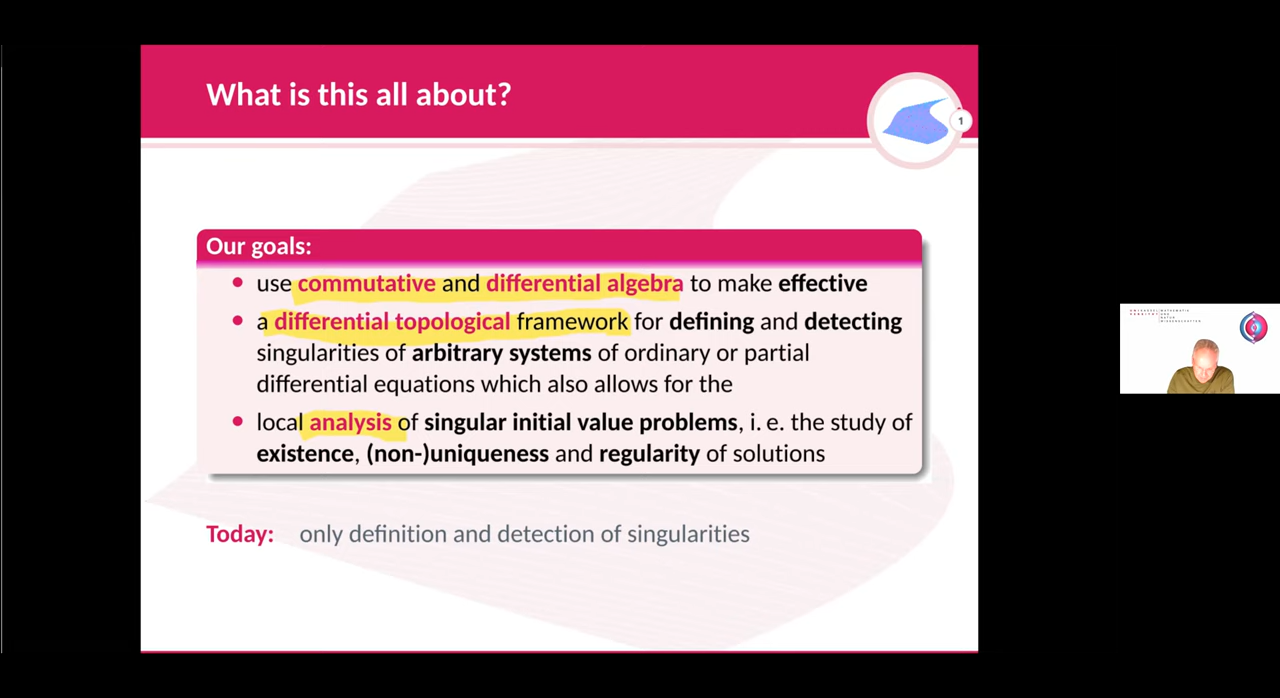 What is this all about?
1
Our goals:
• use commutative and differential algebra to make effective
• a differential topological framework for defining and detecting
singularities of arbitrary systems of ordinary or partial
differential equations which also allows for the
• local analysis of singular initial value problems, i. e. the study of
existence, (non-)uniqueness and regularity of solutions
Today: only definition and detection of singularities